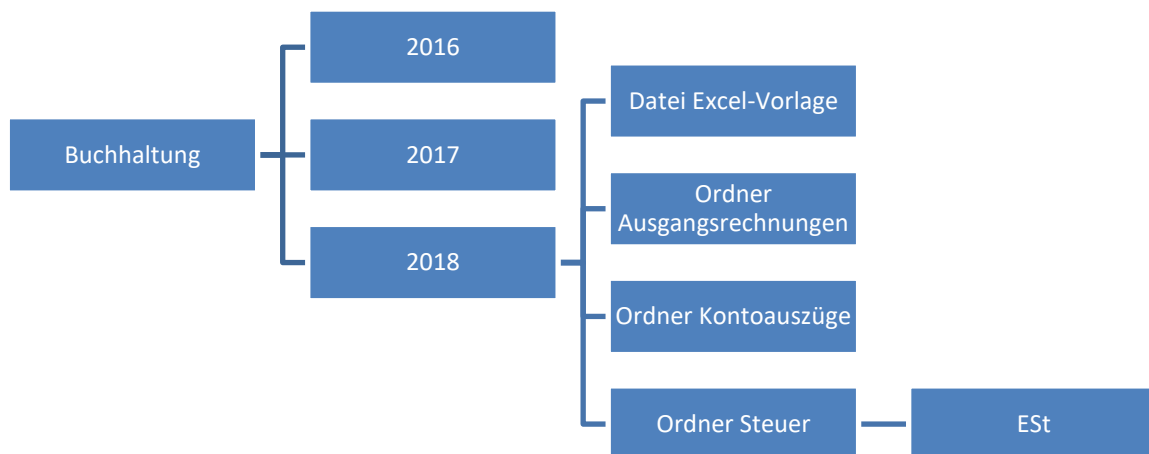 Buchhaltung
2016
2017
2018
Datei Excel-Vorlage
Ordner
Ausgangsrechnungen
Ordner Kontoauszüge
Ordner Steuer
ESt